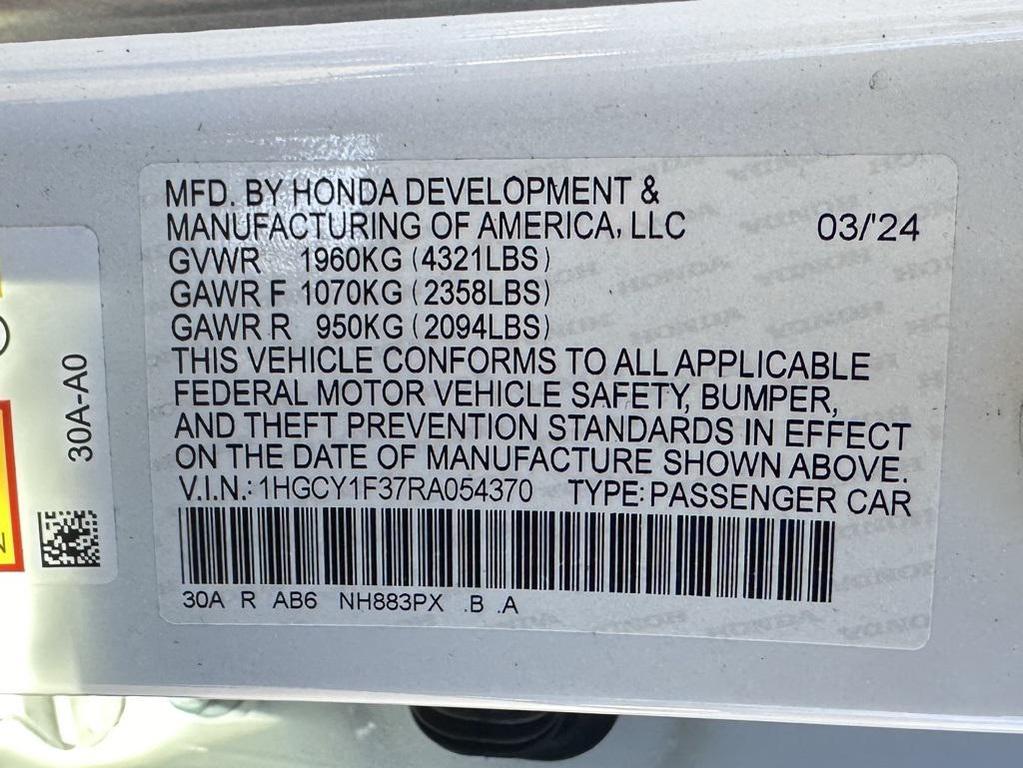 MFD. BY HONDA DEVELOPMENT &
MANUFACTURING OF AMERICA, LLC 03/'24
GVWR 1960KG (4321LBS)
GAWR F 1070KG (2358LBS)
GAWR R 950KG (2094LBS)
THIS VEHICLE CONFORMS TO ALL APPLICABLE
FEDERAL MOTOR VEHICLE SAFETY, BUMPER,
AND THEFT PREVENTION STANDARDS IN EFFECT
ON THE DATE OF MANUFACTURE SHOWN ABOVE.
V.I.N.: 1HGCY1F37RA054370 TYPE: PASSENGER CAR
30A R AB6 NH883PX .B .A
30A-A0